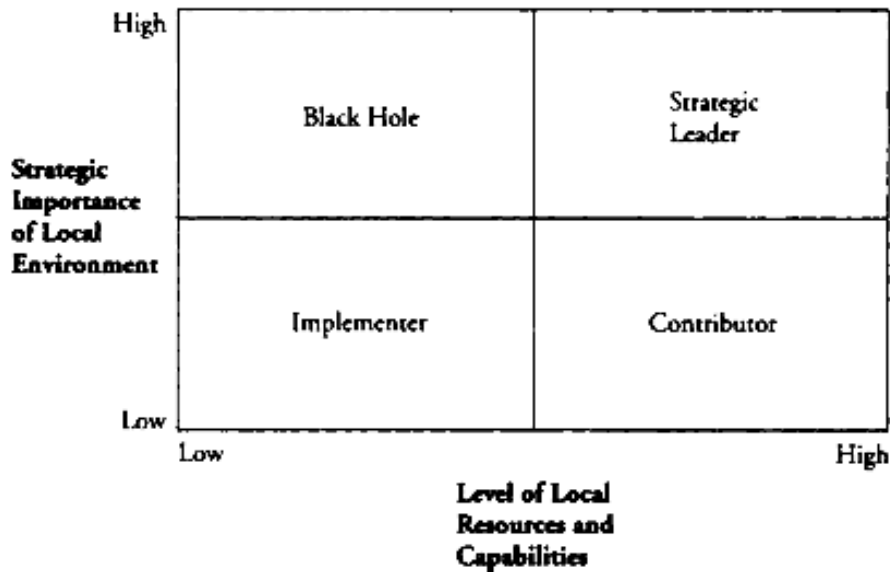 High
Black Hole
Strategic
Leader
Strategic
Importance
of Local
Environment
Implementer
Contributor
Low
Low
High
Level of Local
Resources and
Capabilities